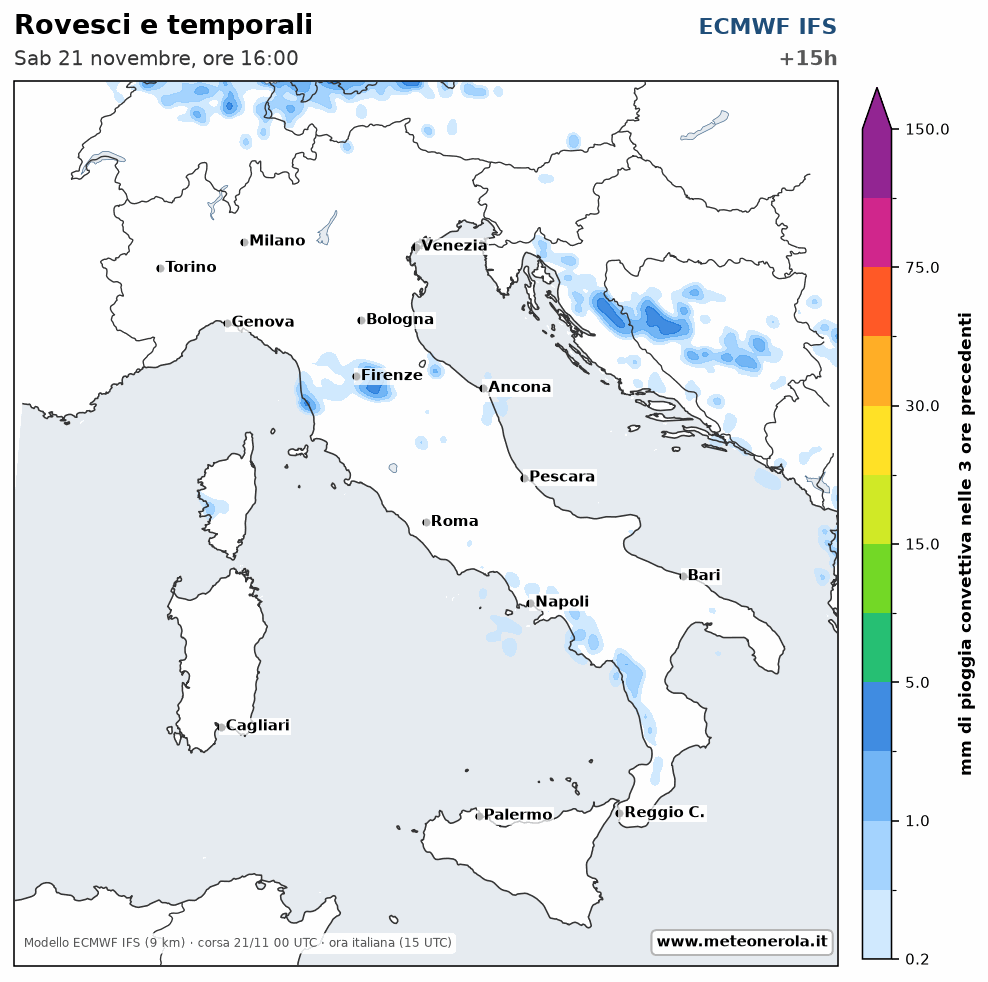 Rovesci e temporali
ECMWF IFS
Sab 21 novembre, ore 16:00
+15h
150.0
75.0
30.0
15.0
5.0
1.0
0.2
mm di pioggia convettiva nelle 3 ore precedenti
Milano
Venezia
Torino
Genova
Bologna
Firenze
Ancona
Pescara
Roma
Bari
Napoli
Cagliari
Palermo
Reggio C.
Modello ECMWF IFS (9 km) · corsa 21/11 00 UTC · ora italiana (15 UTC)
www.meteonerola.it